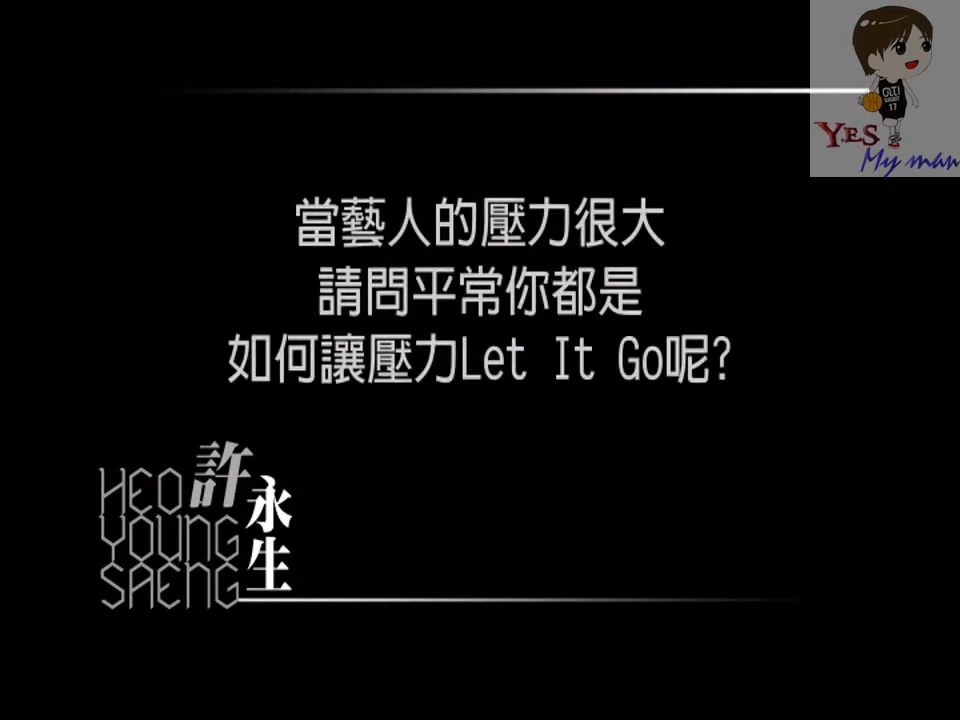 YES
My man
當藝人的壓力很大
請問平常你都是
如何讓壓力Let It Go呢?
HEO
YOUNG
SAENG
許永生